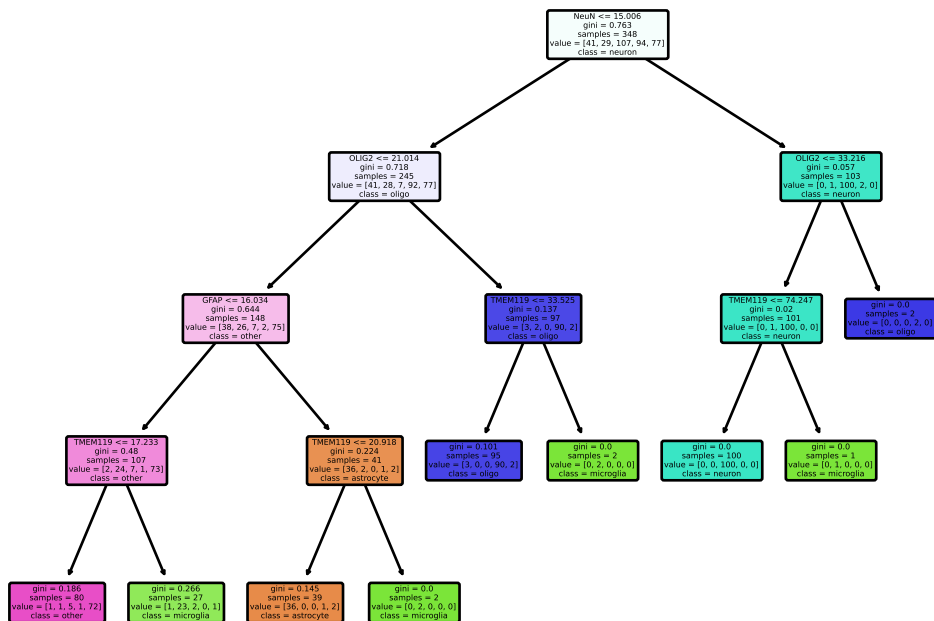 NeuN <= 15.006
gini = 0.763
samples = 348
value = [41, 29, 107, 94, 77]
class = neuron
OLIG2 <= 21.014
gini = 0.718
samples = 245
value = [41, 28, 7, 92, 77]
class = oligo
OLIG2 <= 33.216
gini = 0.057
samples = 103
value = [0, 1, 100, 2, 0]
class = neuron
GFAP <= 16.034
gini = 0.644
samples = 148
value = [38, 26, 7, 2, 75]
class = other
TMEM119 <= 33.525
gini = 0.137
samples = 97
value = [3, 2, 0, 90, 2]
class = oligo
TMEM119 <= 74.247
gini = 0.02
samples = 101
value = [0, 1, 100, 0, 0]
class = neuron
gini = 0.0
samples = 2
value = [0, 0, 0, 2, 0]
class = oligo
TMEM119 <= 17.233
gini = 0.48
samples = 107
value = [2, 24, 7, 1, 73]
class = other
TMEM119 <= 20.918
gini = 0.224
samples = 41
value = [36, 2, 0, 1, 2]
class = astrocyte
gini = 0.101
samples = 95
value = [3, 0, 0, 90, 2]
class = oligo
gini = 0.0
samples = 2
value = [0, 2, 0, 0, 0]
class = microglia
gini = 0.0
samples = 100
value = [0, 0, 100, 0, 0]
class = neuron
gini = 0.0
samples = 1
value = [0, 1, 0, 0, 0]
class = microglia
gini = 0.186
samples = 80
value = [1, 1, 5, 1, 72]
class = other
gini = 0.266
samples = 27
value = [1, 23, 2, 0, 1]
class = microglia
gini = 0.145
samples = 39
value = [36, 0, 0, 1, 2]
class = astrocyte
gini = 0.0
samples = 2
value = [0, 2, 0, 0, 0]
class = microglia